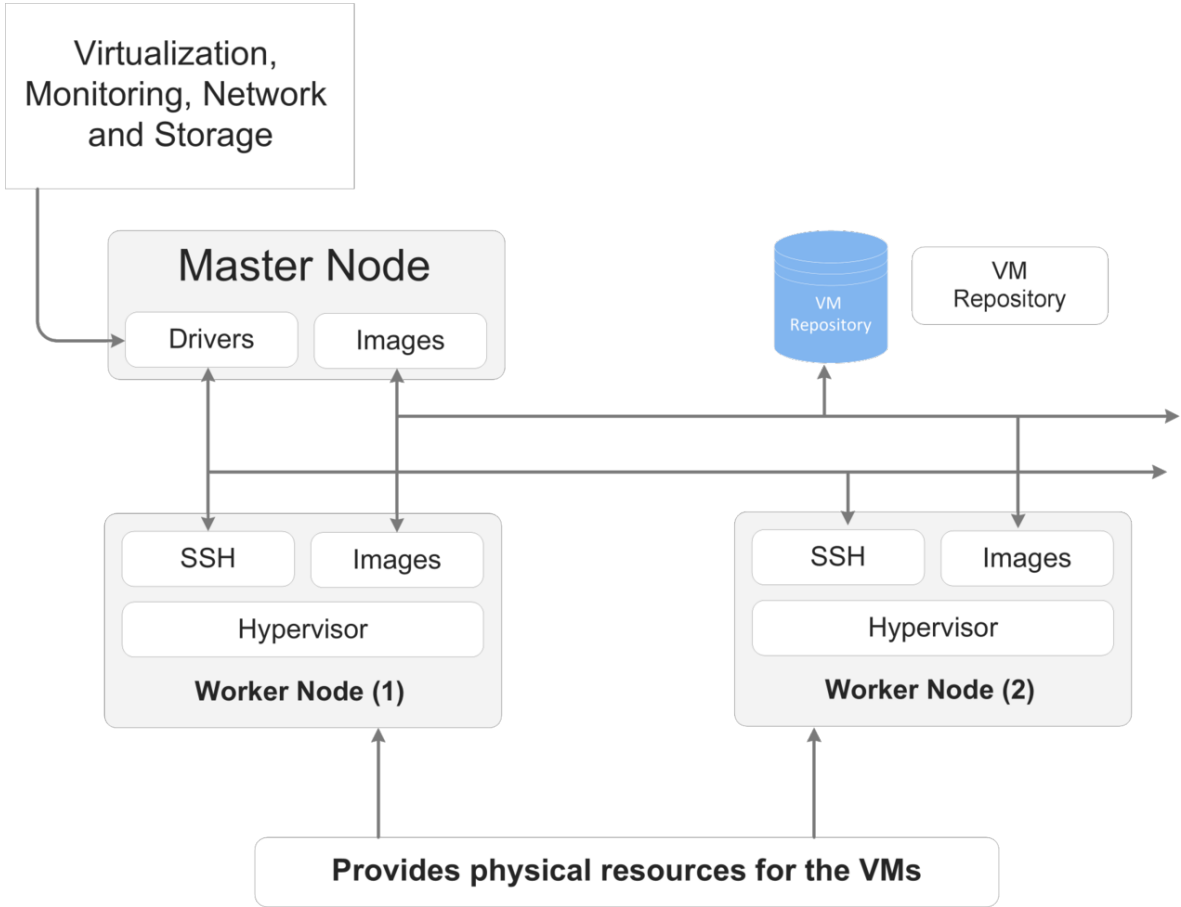 Virtualization,
Monitoring, Network
and Storage
Master Node
Drivers
Images
VM
Repository
VM
Repository
SSH
Images
Hypervisor
Worker Node (1)
SSH
Images
Hypervisor
Worker Node (2)
Provides physical resources for the VMs